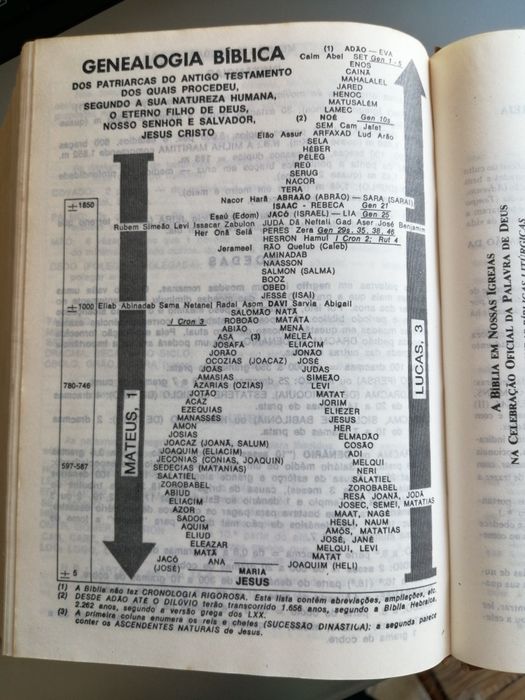 GENEALOGIA BÍBLICA
DOS PATRIARCAS DO ANTIGO TESTAMENTO
DOS QUAIS PROCEDEU,
SEGUNDO A SUA NATUREZA HUMANA,
O ETERNO FILHO DE DEUS,
NOSSO SENHOR E SALVADOR,
JESUS CRISTO
(1) ADÃO — EVA
Caim Abel SET Gen 1-5
ENOS
CAINÃ
MAHALALEL
JARED
HENOC
MATUSALÉM
LAMEC
(2) NOÉ Gen 10s
SEM Cam Jafet
Elão Assur ARFAXAD Lud Arão
SELA
HÉBER
PÉLEG
REO
SERUG
NACOR
TERA
Nacor Harã ABRAÃO (ABRÃO) — SARA (SARAI)
± 1850
ISAAC - REBECA Gen 21
Esaú (Edom) JACÓ (ISRAEL) — LIA Gen 25
Rubem Simeão Levi Issacar Zabulon JUDÁ Dã Neftali Gad Aser José Benjamim
Her Onã Selá PERES Zera Gen 29s, 35, 38, 46
HESRON Hamul I Cron 2; Rut 4
Jerameel RÃO Quelub (Caleb)
AMINADAB
NAASSON
SALMON (SALMA)
BOOZ
OBED
JESSÉ (ISAI)
± 1000 Eliab Abinadab Sama Netanel Radai Asom DAVI Sarvia Abigail
SALOMÃO NATÃ
I Cron 3 ROBOÃO MATATA
ABIÃO MENÁ
ASA (3) MELEÁ
JOSAFÁ ELIACIM
JORÃO JONÃO
OCOZIAS (JOACAZ) JOSÉ
JOÁS JUDAS
AMASIAS SIMEÃO
780-746 AZARIAS (OZIAS) LEVI
JOTÃO MATAT
ACAZ JORIM
EZEQUIAS ELIEZER
MANASSÉS JESUS
AMON HER
JOSIAS ELMADÃO
JOACAZ (JOANÁ, SALUM) COSÃO
JOAQUIM (ELIACIM) ADI
JECONIAS (CONIAS, JOAQUIN) MELQUI
597-587 SEDECIAS (MATANIAS) NERI
SALATIEL SALATIEL
ZOROBABEL ZOROBABEL
ABIUD RESA, JOANÃ, JODÁ
ELIACIM JOSEC, SEMEI, MATATIAS
AZOR MAAT, NAGÉ
SADOC HESLI, NAUM
AQUIM AMÓS, MATATIAS
ELIUD JOSÉ, JANÉ
ELEAZAR MELQUI, LEVI
MATÃ MATAT
JACÓ ANA JOAQUIM (HELI)
(JOSÉ) MARIA
± 5 JESUS
MATEUS, 1
LUCAS, 3
(1) A Bíblia não fez CRONOLOGIA RIGOROSA. Esta lista contém abreviações, ampliações, etc.
(2) DESDE ADÃO ATÉ O DILÚVIO terão transcorrido 1.656 anos, segundo a Bíblia Hebraica,
2.262 anos, segundo a versão grega dos LXX.
(3) A primeira coluna enumera os reis e chefes (SUCESSÃO DINÁSTICA); a segunda parece
conter os ASCENDENTES NATURAIS de Jesus.
A BÍBLIA EM NOSSAS IGREJAS
NA CELEBRAÇÃO OFICIAL DA PALAVRA DE DEUS